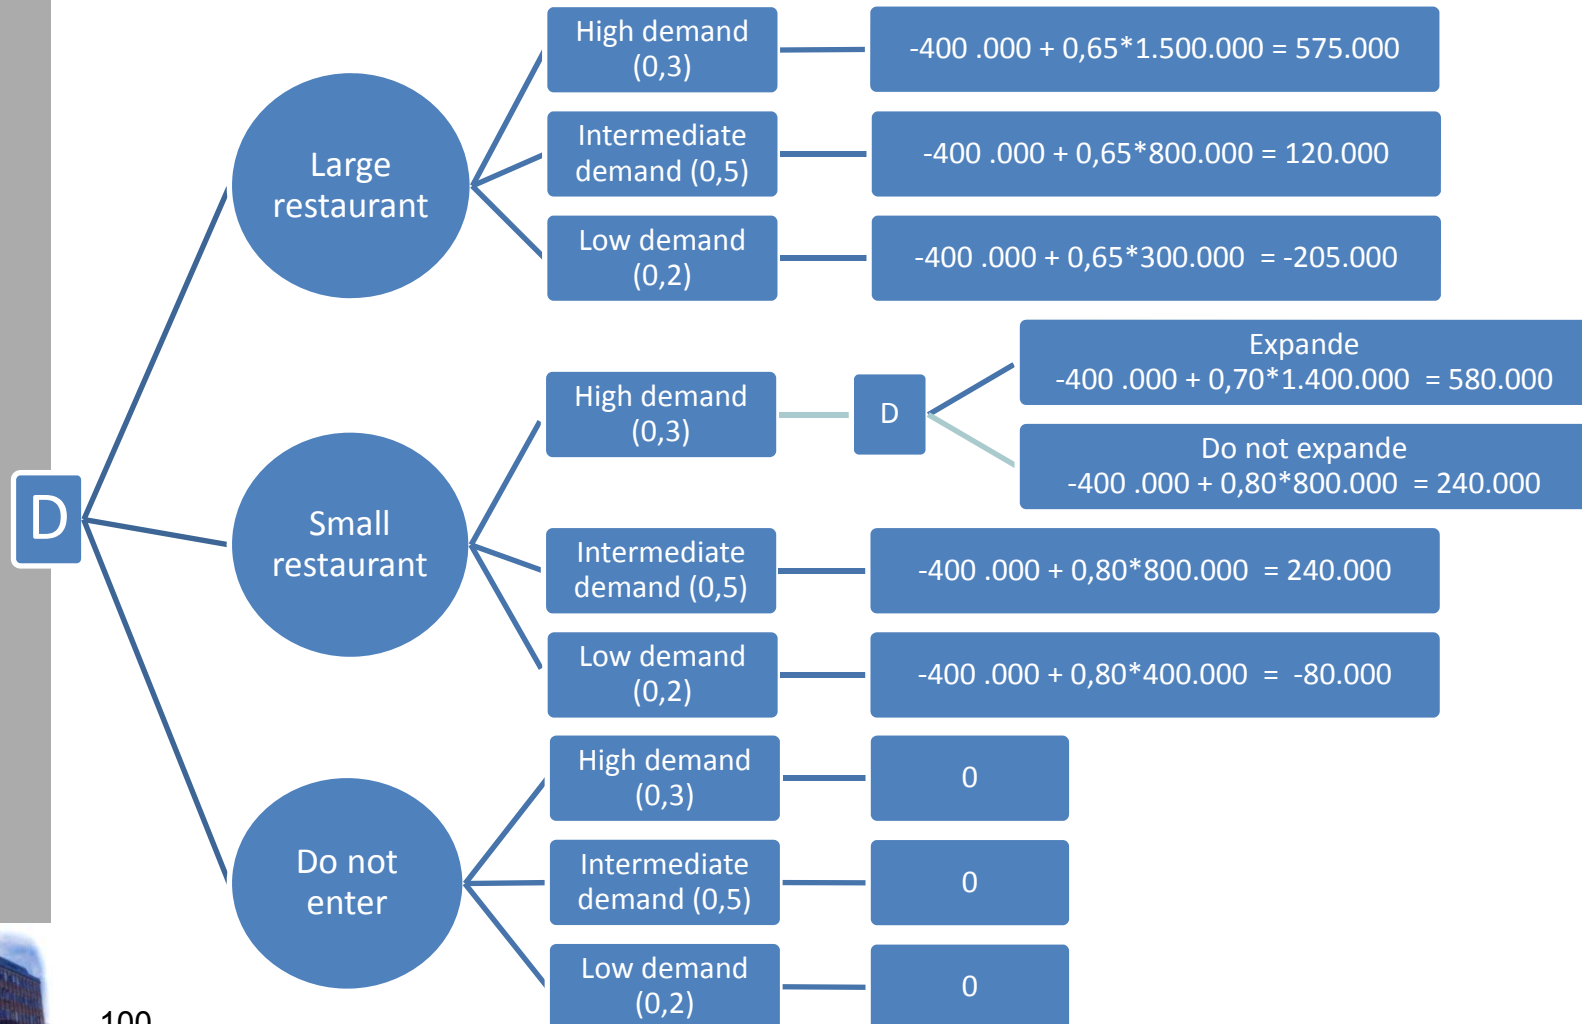 High demand
(0,3)
-400 .000 + 0,65*1.500.000 = 575.000
Large
restaurant
Intermediate
demand (0,5)
-400 .000 + 0,65*800.000 = 120.000
Low demand
(0,2)
-400 .000 + 0,65*300.000  = -205.000
D
Small
restaurant
High demand
(0,3)
D
Expande
-400 .000 + 0,70*1.400.000  = 580.000
Do not expande
-400 .000 + 0,80*800.000  = 240.000
Intermediate
demand (0,5)
-400 .000 + 0,80*800.000  = 240.000
Low demand
(0,2)
-400 .000 + 0,80*400.000  =  -80.000
Do not
enter
High demand
(0,3)
0
Intermediate
demand (0,5)
0
Low demand
(0,2)
0
100